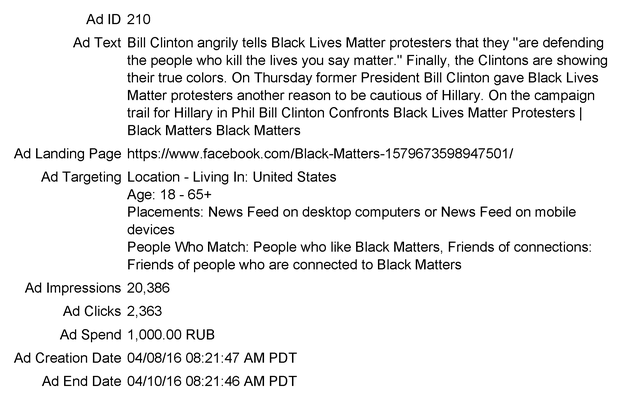 Ad ID 210
Ad Text Bill Clinton angrily tells Black Lives Matter protesters that they "are defending
the people who kill the lives you say matter." Finally, the Clintons are showing
their true colors. On Thursday former President Bill Clinton gave Black Lives
Matter protesters another reason to be cautious of Hillary. On the campaign
trail for Hillary in Phil Bill Clinton Confronts Black Lives Matter Protesters |
Black Matters Black Matters
Ad Landing Page https://www.facebook.com/Black-Matters-1579673598947501/
Ad Targeting Location - Living In: United States
Age: 18 - 65+
Placements: News Feed on desktop computers or News Feed on mobile
devices
People Who Match: People who like Black Matters, Friends of connections:
Friends of people who are connected to Black Matters
Ad Impressions 20,386
Ad Clicks 2,363
Ad Spend 1,000.00 RUB
Ad Creation Date 04/08/16 08:21:47 AM PDT
Ad End Date 04/10/16 08:21:46 AM PDT